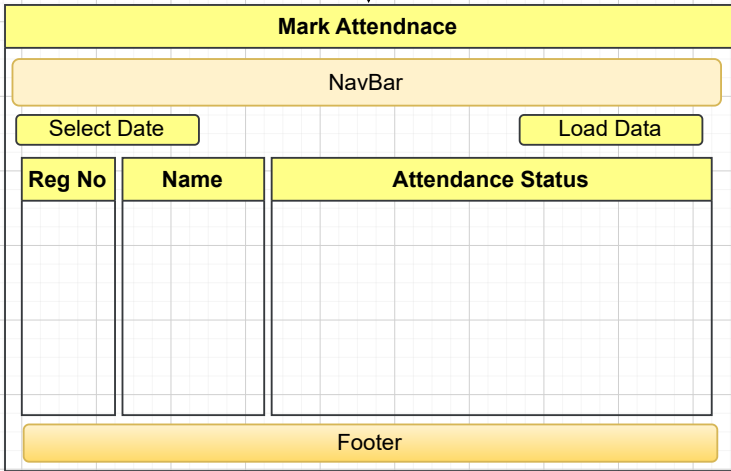 Mark Attendnace
NavBar
Select Date
Load Data
Reg No
Name
Attendance Status
Footer